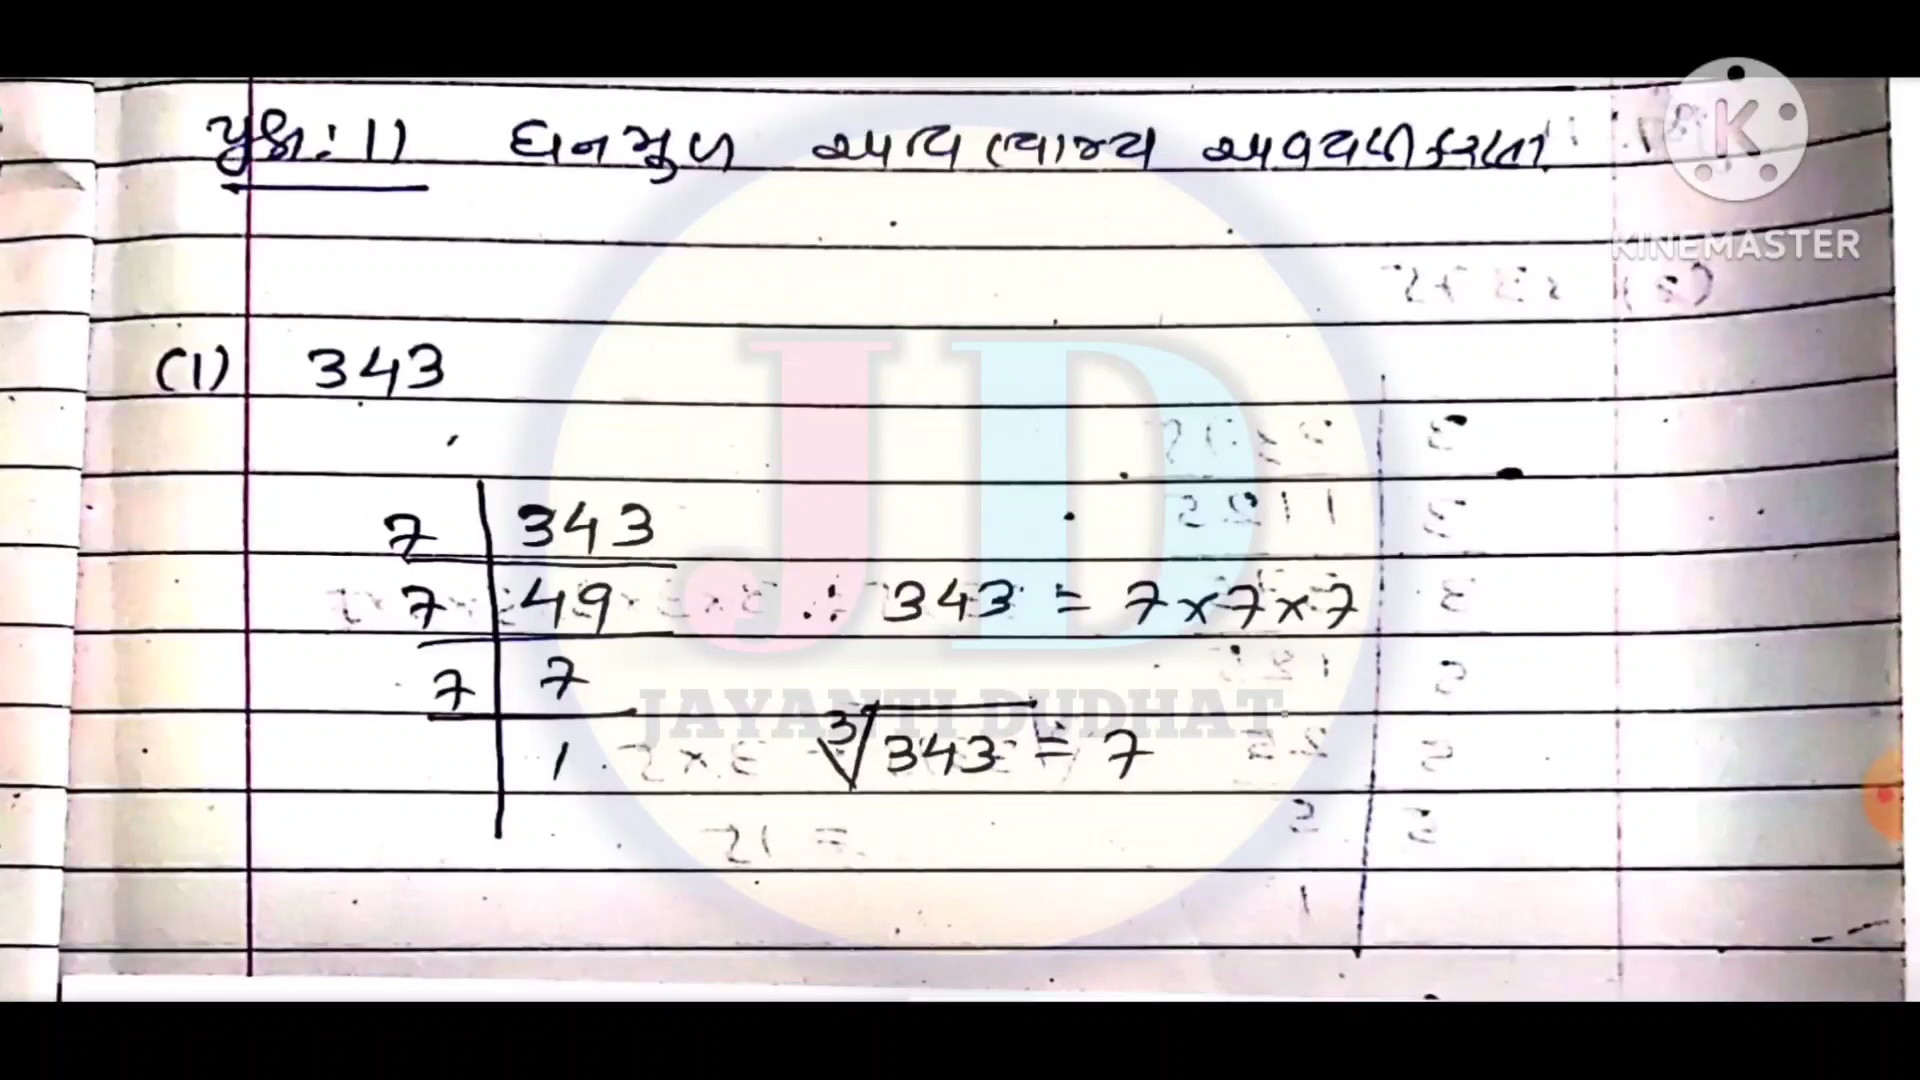 પ્રશ્ન: 11 ઘનમુળ અવિભાજ્ય અવયવીકરણ
KINEMASTER
(1) 343
7 | 343
7 | 49 ∴ 343 = 7×7×7
7 | 7
JAYANTI DUDHAT
1 ∛343 = 7